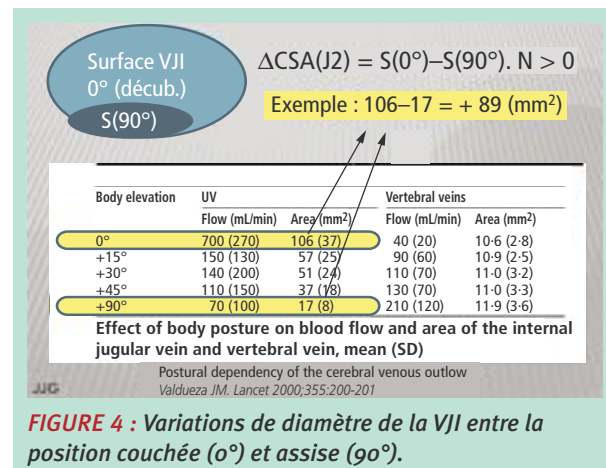 Surface VJI
0° (décub.)
S(90°)
ΔCSA(J2) = S(0°)–S(90°). N > 0
Exemple : 106–17 = + 89 (mm²)
Body elevation UV Vertebral veins
Flow (mL/min) Area (mm²) Flow (mL/min) Area (mm²)
0° 700 (270) 106 (37) 40 (20) 10·6 (2·8)
+15° 150 (130) 57 (25) 90 (60) 10·9 (2·5)
+30° 140 (200) 51 (24) 110 (70) 11·0 (3·2)
+45° 110 (150) 37 (18) 130 (70) 11·0 (3·3)
+90° 70 (100) 17 (8) 210 (120) 11·9 (3·6)
Effect of body posture on blood flow and area of the internal
jugular vein and vertebral vein, mean (SD)
Postural dependency of the cerebral venous outlow
JJG Valdueza JM. Lancet 2000;355:200-201
FIGURE 4 : Variations de diamètre de la VJI entre la
position couchée (0°) et assise (90°).